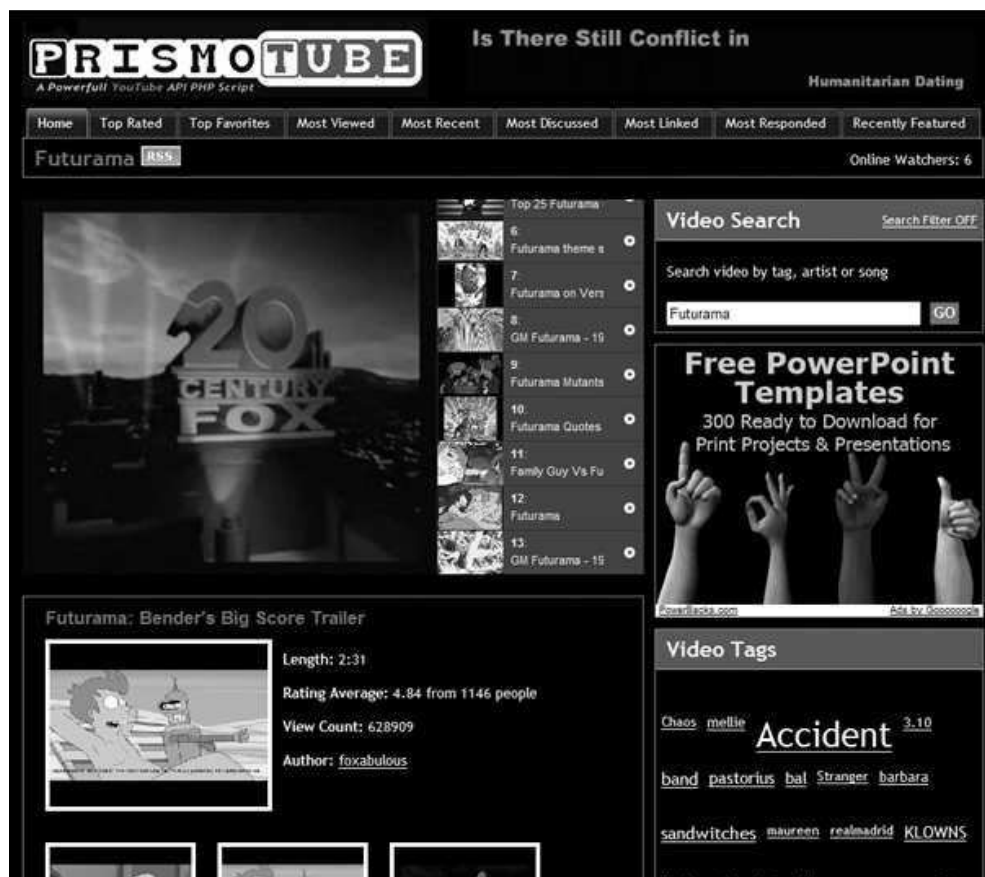 PRISMOTUBE
A Powerfull YouTube API PHP Script
Is There Still Conflict in
Humanitarian Dating
Home Top Rated Top Favorites Most Viewed Most Recent Most Discussed Most Linked Most Responded Recently Featured
Futurama RSS
Online Watchers: 6
20
CENTURY
FOX
Top 25 Futurama
6.
Futurama theme s
7.
Futurama on Vers
8.
GM Futurama - 19
9.
Futurama Mutants
10.
Futurama Quotes
11.
Family Guy Vs Fu
12.
Futurama
13.
GM Futurama - 19
Video Search Search Filter OFF
Search video by tag, artist or song
Futurama GO
Free PowerPoint
Templates
300 Ready to Download for
Print Projects & Presentations
PowerBacks.com Ads by Goooooogle
Futurama: Bender's Big Score Trailer
Length: 2:31
Rating Average: 4.84 from 1146 people
View Count: 628909
Author: foxabulous
Video Tags
Chaos mellie Accident 3.10
band pastorius bal Stranger barbara
sandwitches maureen realmadrid KLOWNS